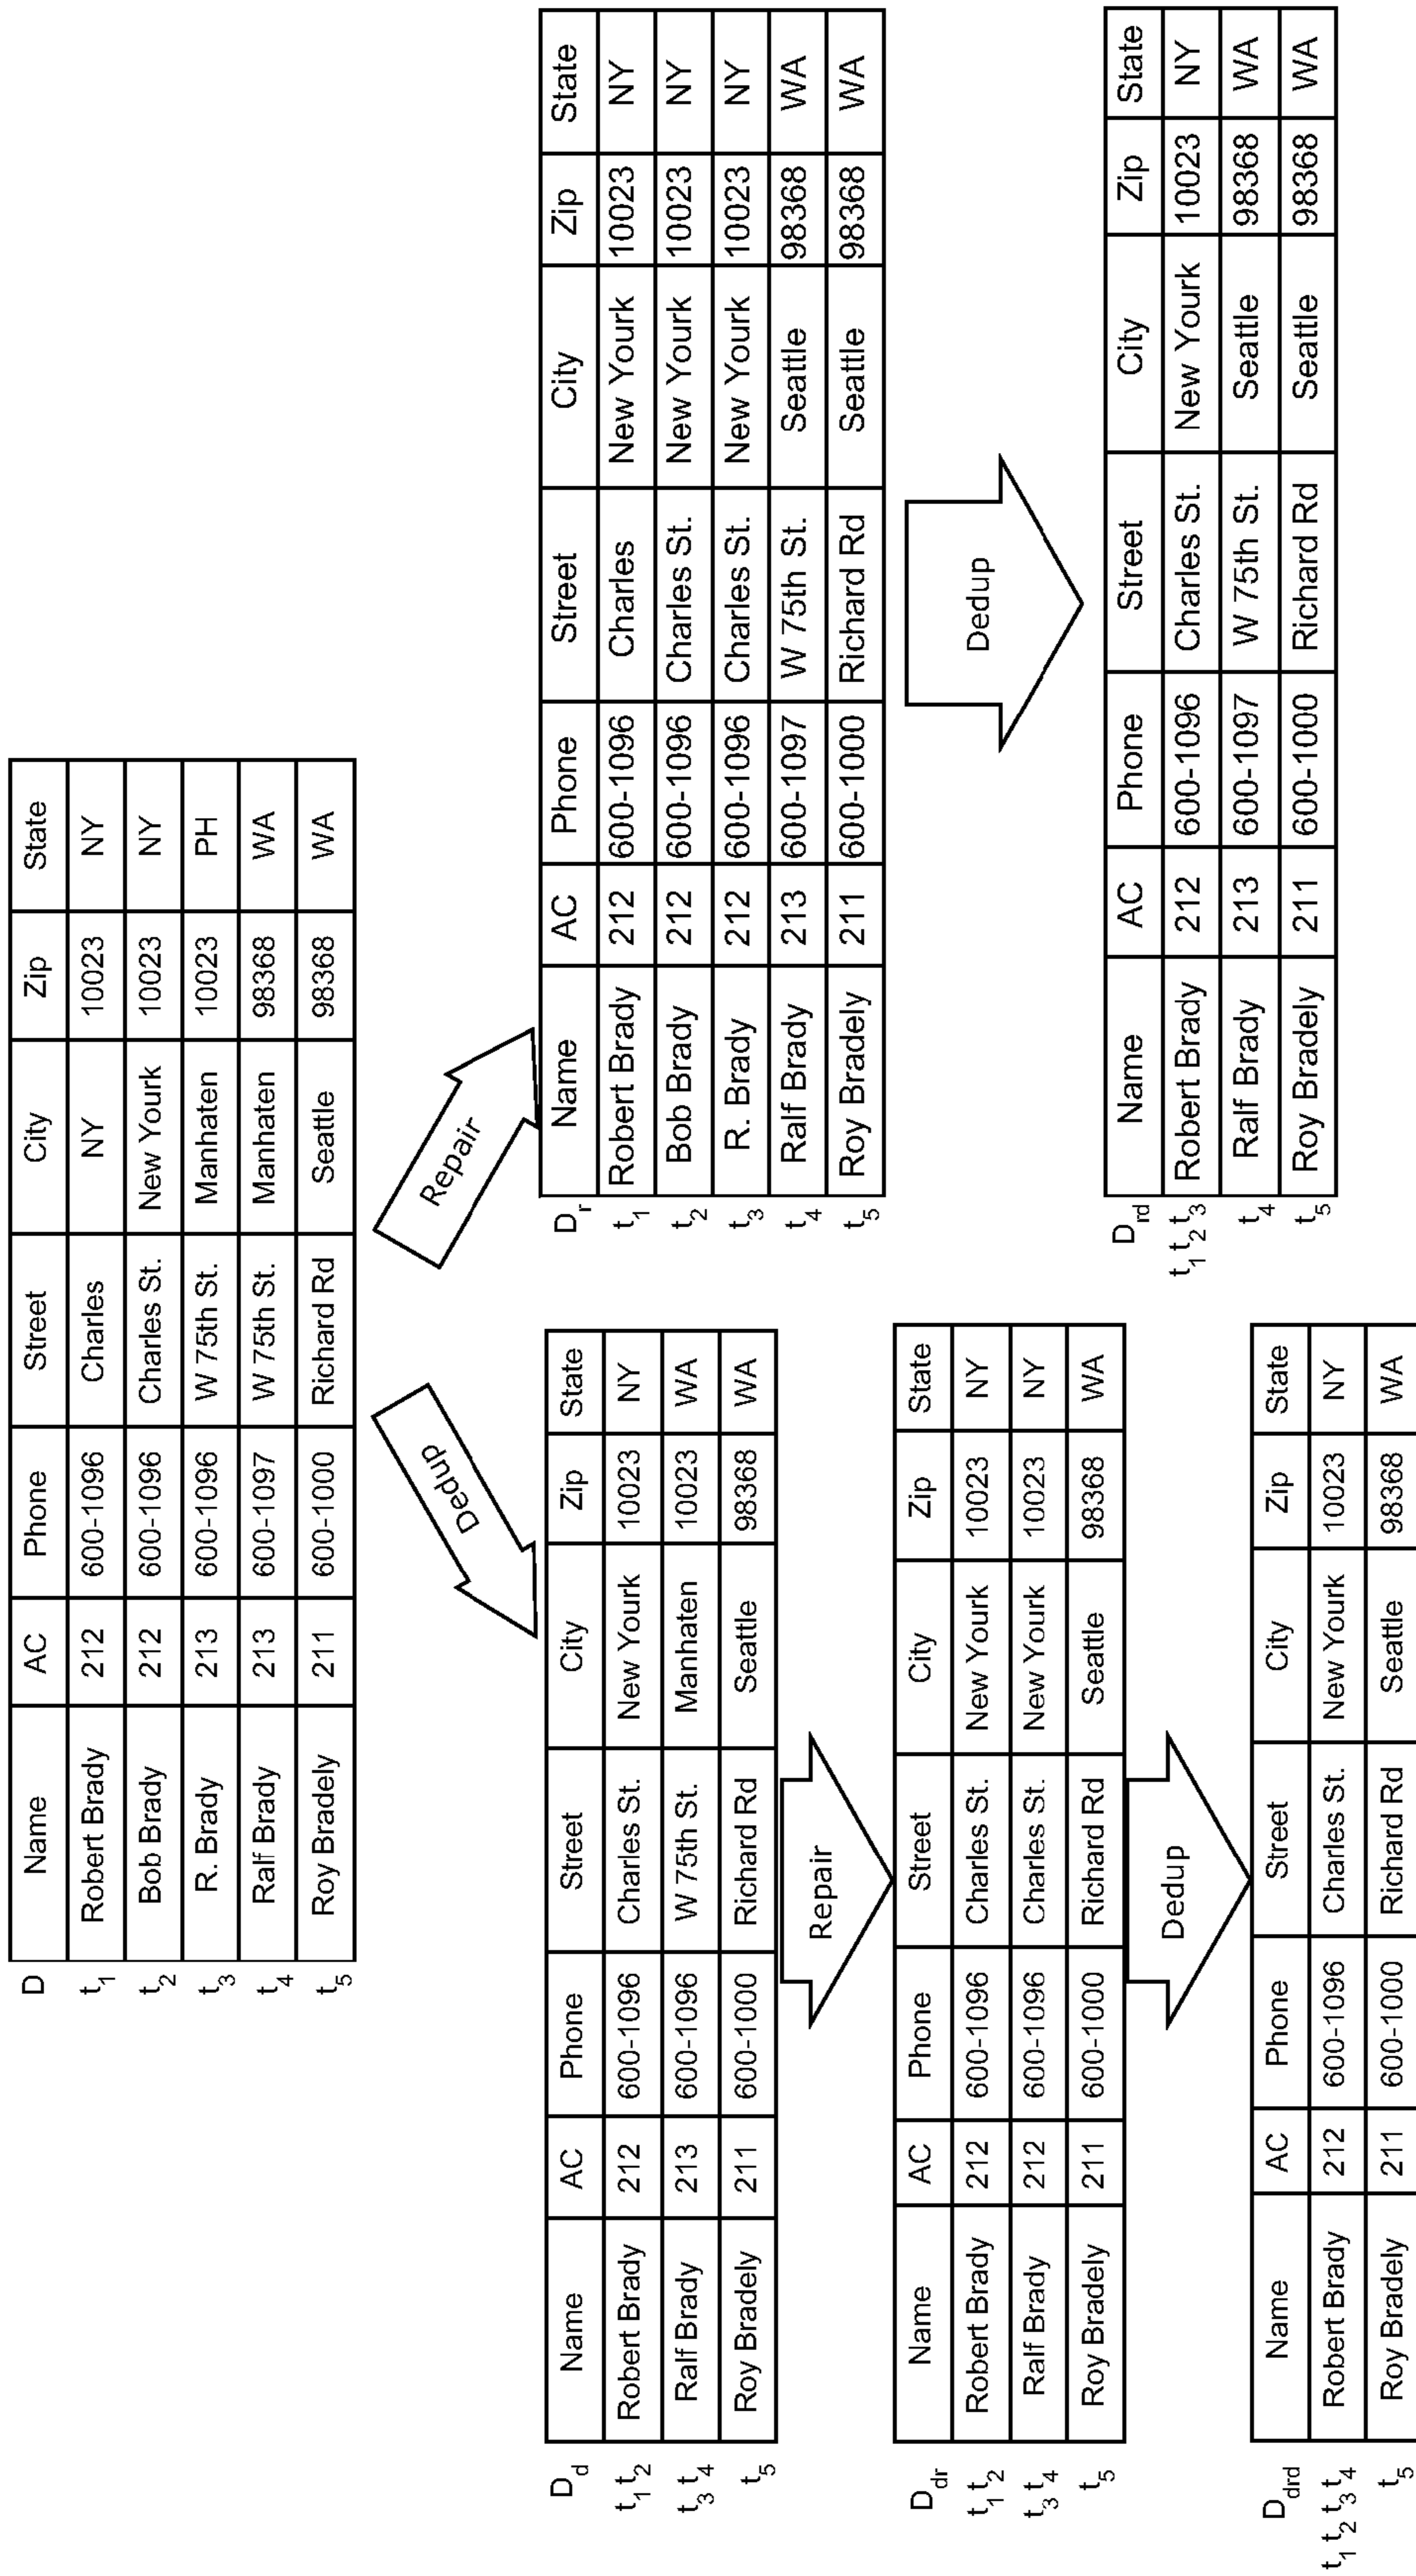 D Name AC Phone Street City Zip State
t1 Robert Brady 212 600-1096 Charles NY 10023 NY
t2 Bob Brady 212 600-1096 Charles St. New Yourk 10023 NY
t3 R. Brady 213 600-1096 W 75th St. Manhaten 10023 PH
t4 Ralf Brady 213 600-1097 W 75th St. Manhaten 98368 WA
t5 Roy Bradely 211 600-1000 Richard Rd Seattle 98368 WA
Dedup
Repair
Dd Name AC Phone Street City Zip State
t1 t2 Robert Brady 212 600-1096 Charles St. New Yourk 10023 NY
t3 t4 Ralf Brady 213 600-1096 W 75th St. Manhaten 10023 WA
t5 Roy Bradely 211 600-1000 Richard Rd Seattle 98368 WA
Repair
Ddr Name AC Phone Street City Zip State
t1 t2 Robert Brady 212 600-1096 Charles St. New Yourk 10023 NY
t3 t4 Ralf Brady 212 600-1096 Charles St. New Yourk 10023 NY
t5 Roy Bradely 211 600-1000 Richard Rd Seattle 98368 WA
Dedup
Ddrd Name AC Phone Street City Zip State
t1 t2 t3 t4 Robert Brady 212 600-1096 Charles St. New Yourk 10023 NY
t5 Roy Bradely 211 600-1000 Richard Rd Seattle 98368 WA
Dr Name AC Phone Street City Zip State
t1 Robert Brady 212 600-1096 Charles New Yourk 10023 NY
t2 Bob Brady 212 600-1096 Charles St. New Yourk 10023 NY
t3 R. Brady 212 600-1096 Charles St. New Yourk 10023 NY
t4 Ralf Brady 213 600-1097 W 75th St. Seattle 98368 WA
t5 Roy Bradely 211 600-1000 Richard Rd Seattle 98368 WA
Dedup
Drd Name AC Phone Street City Zip State
t1 t2 t3 Robert Brady 212 600-1096 Charles St. New Yourk 10023 NY
t4 Ralf Brady 213 600-1097 W 75th St. Seattle 98368 WA
t5 Roy Bradely 211 600-1000 Richard Rd Seattle 98368 WA